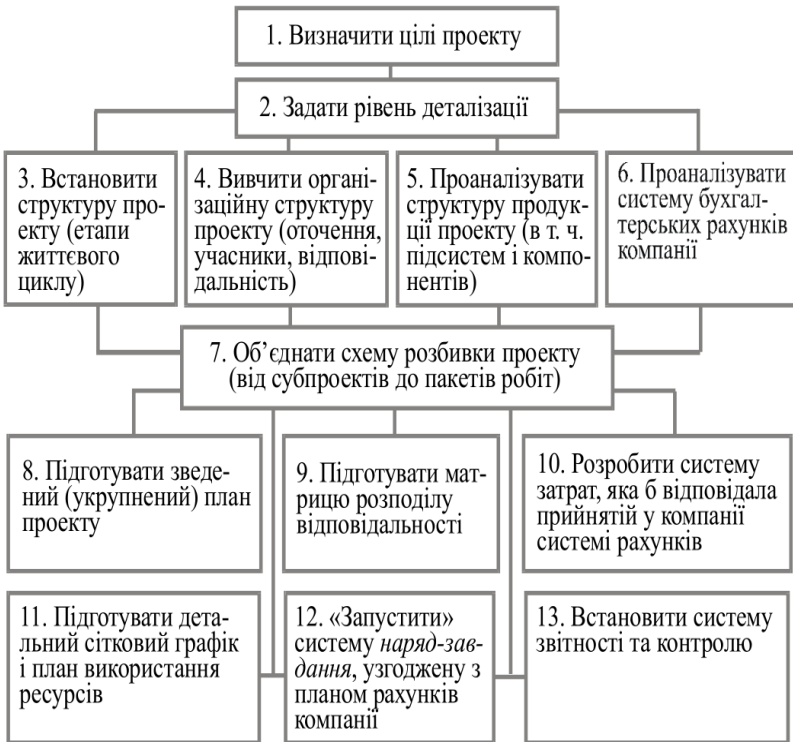 1. Визначити цілі проекту
2. Задати рівень деталізації
3. Встановити
структуру про-
екту (етапи
життєвого
циклу)
4. Вивчити органі-
заційну структуру
проекту (оточення,
учасники, відпові-
дальність)
5. Проаналізувати
структуру продук-
ції проекту (в т. ч.
підсистем і компо-
нентів)
6. Проаналізувати
систему бухгал-
терських рахунків
компанії
7. Об’єднати схему розбивки проекту
(від субпроектів до пакетів робіт)
8. Підготувати зведе-
ний (укрупнений) план
проекту
9. Підготувати мат-
рицю розподілу
відповідальності
10. Розробити систему
затрат, яка б відповідала
прийнятій у компанії
системі рахунків
11. Підготувати дета-
льний сітковий графік
і план використання
ресурсів
12. «Запустити»
систему наряд-зав-
дання, узгоджену з
планом рахунків
компанії
13. Встановити систему
звітності та контролю